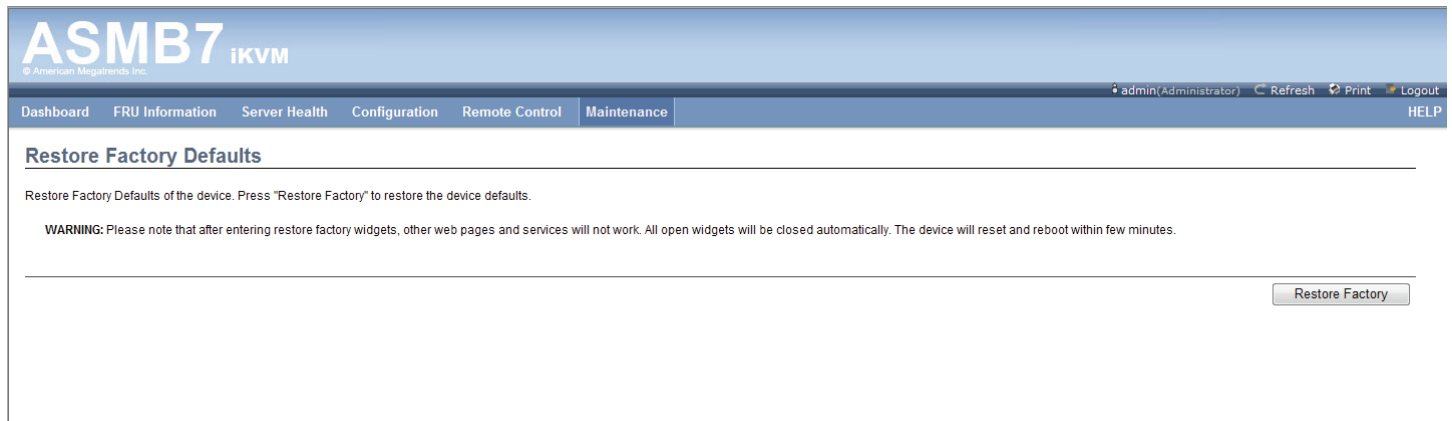 ASMB7 iKVM
© American Megatrends Inc.
admin(Administrator) Refresh Print Logout
Dashboard FRU Information Server Health Configuration Remote Control Maintenance HELP
Restore Factory Defaults
Restore Factory Defaults of the device. Press "Restore Factory" to restore the device defaults.
WARNING: Please note that after entering restore factory widgets, other web pages and services will not work. All open widgets will be closed automatically. The device will reset and reboot within few minutes.
Restore Factory